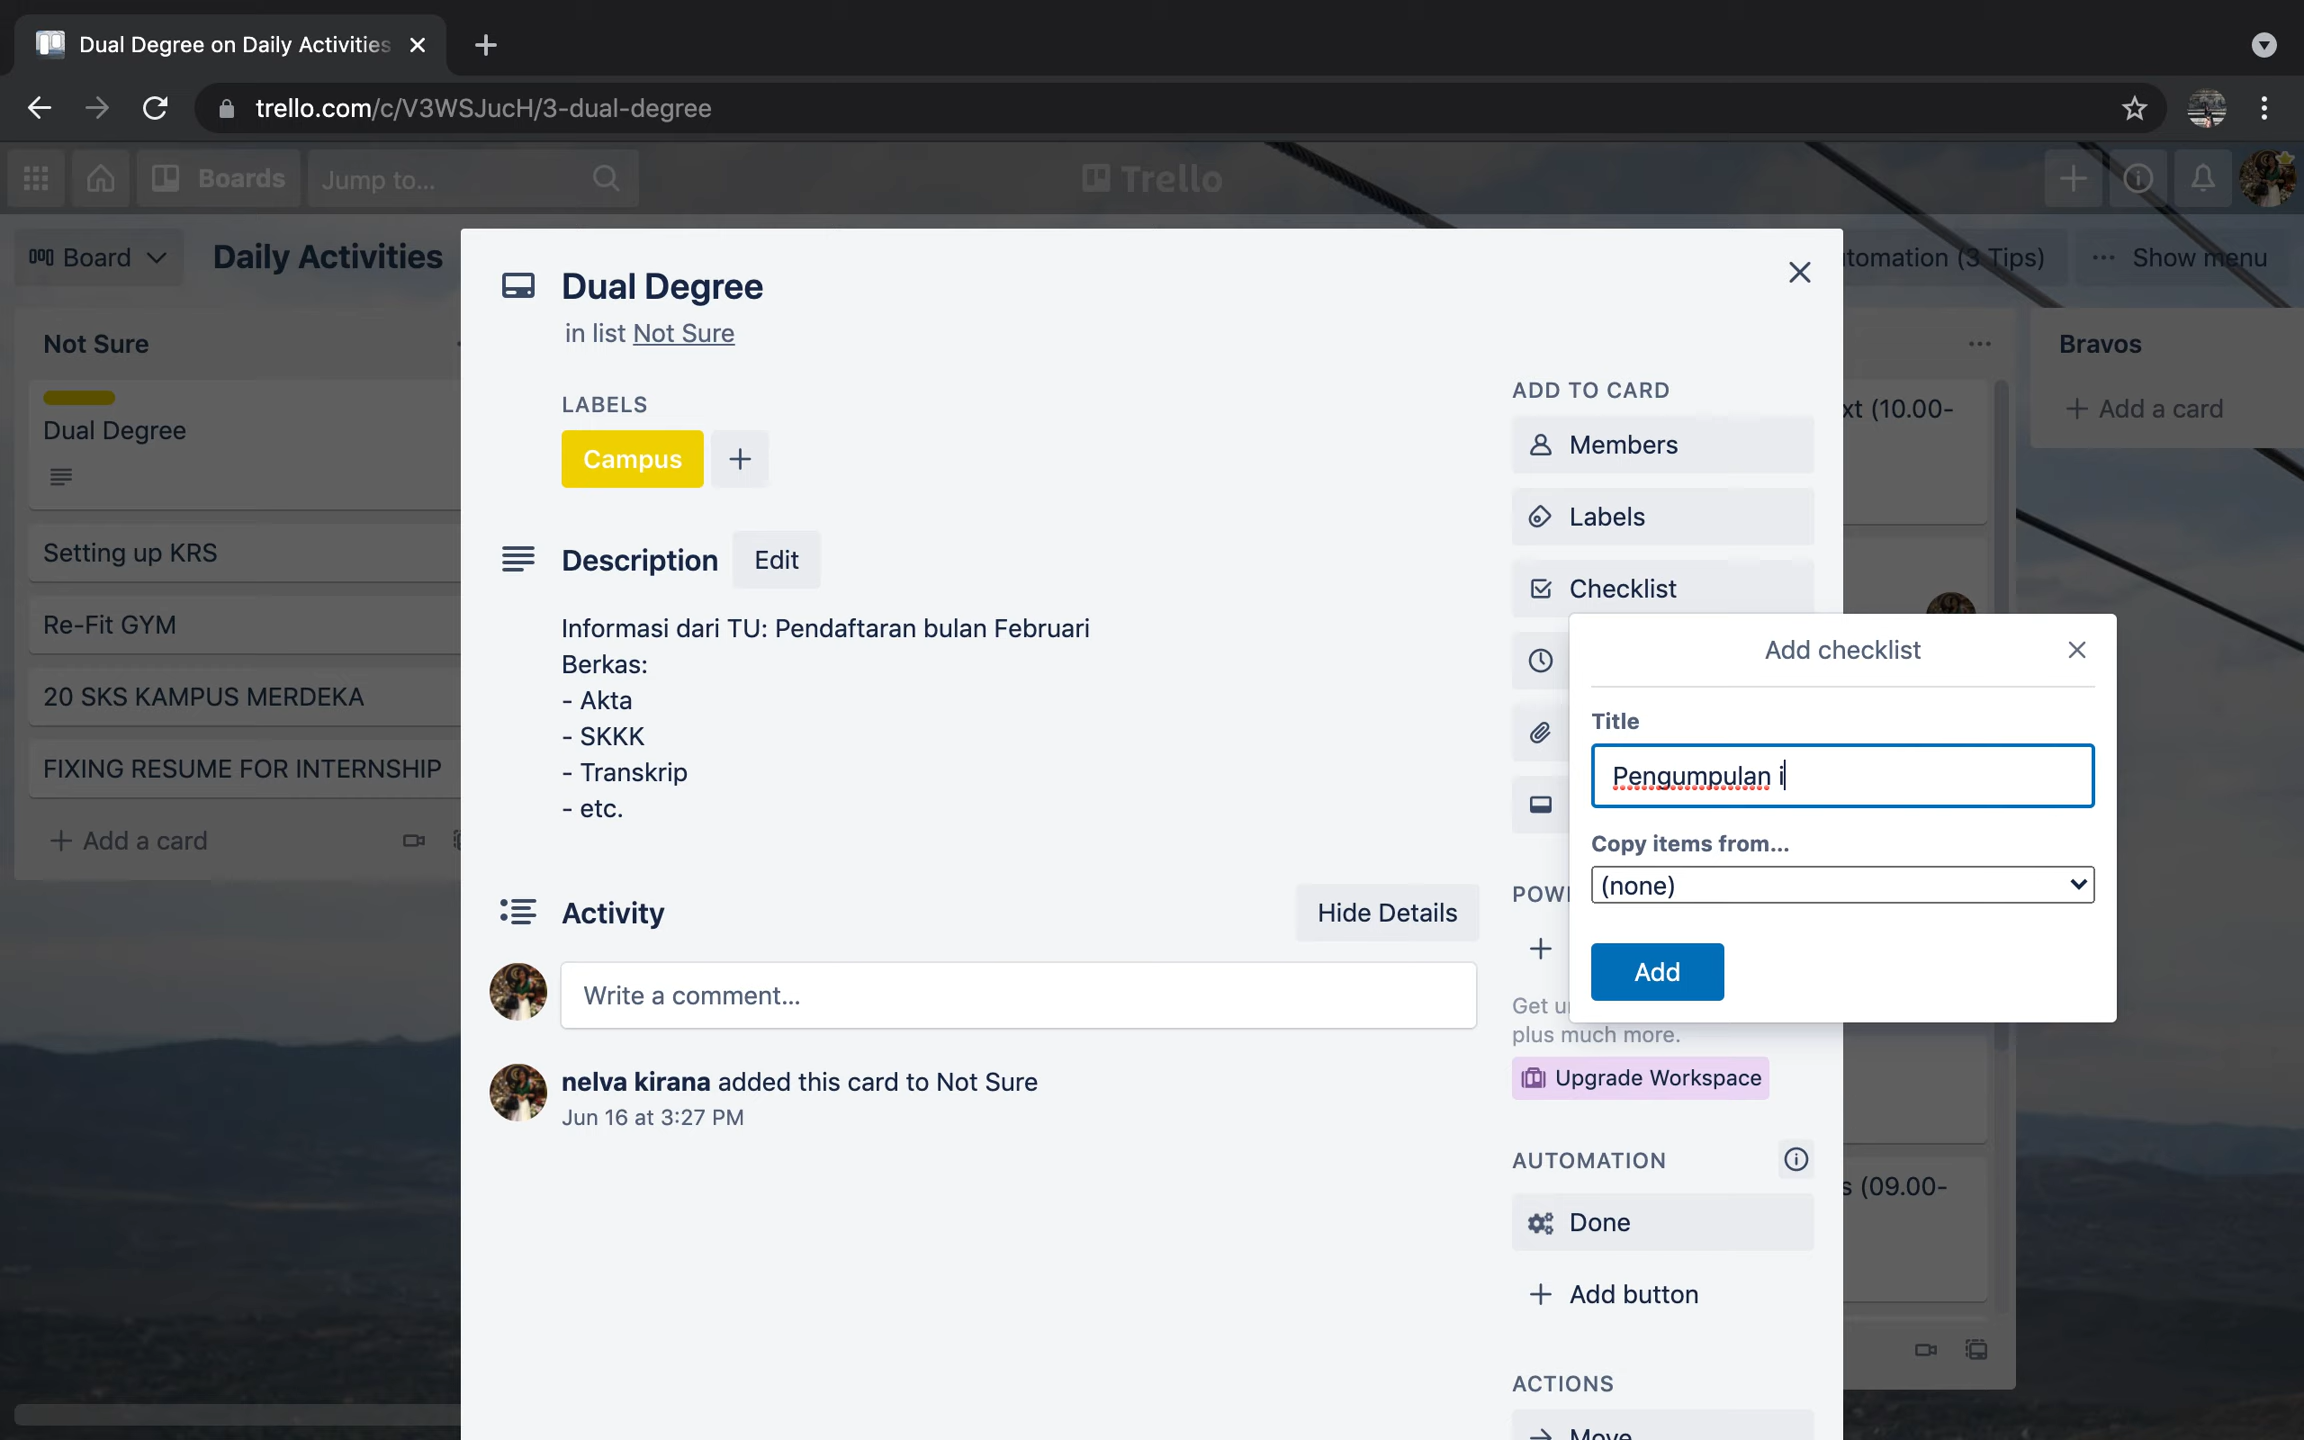 Dual Degree on Daily Activities
trello.com/c/V3WSJucH/3-dual-degree
Boards
Jump to...
Trello
Board
Daily Activities
tomation (3 Tips)
Show menu
Not Sure
Dual Degree
Setting up KRS
Re-Fit GYM
20 SKS KAMPUS MERDEKA
FIXING RESUME FOR INTERNSHIP
Add a card
Dual Degree
in list Not Sure
LABELS
Campus
Description
Edit
Informasi dari TU: Pendaftaran bulan Februari
Berkas:
- Akta
- SKKK
- Transkrip
- etc.
Activity
Hide Details
Write a comment...
nelva kirana added this card to Not Sure
Jun 16 at 3:27 PM
ADD TO CARD
Members
Labels
Checklist
Add checklist
Title
Pengumpulan i
Copy items from...
(none)
Add
POW
Get
plus much more.
Upgrade Workspace
AUTOMATION
Done
Add button
ACTIONS
Move
xt (10.00-
s (09.00-
Bravos
Add a card